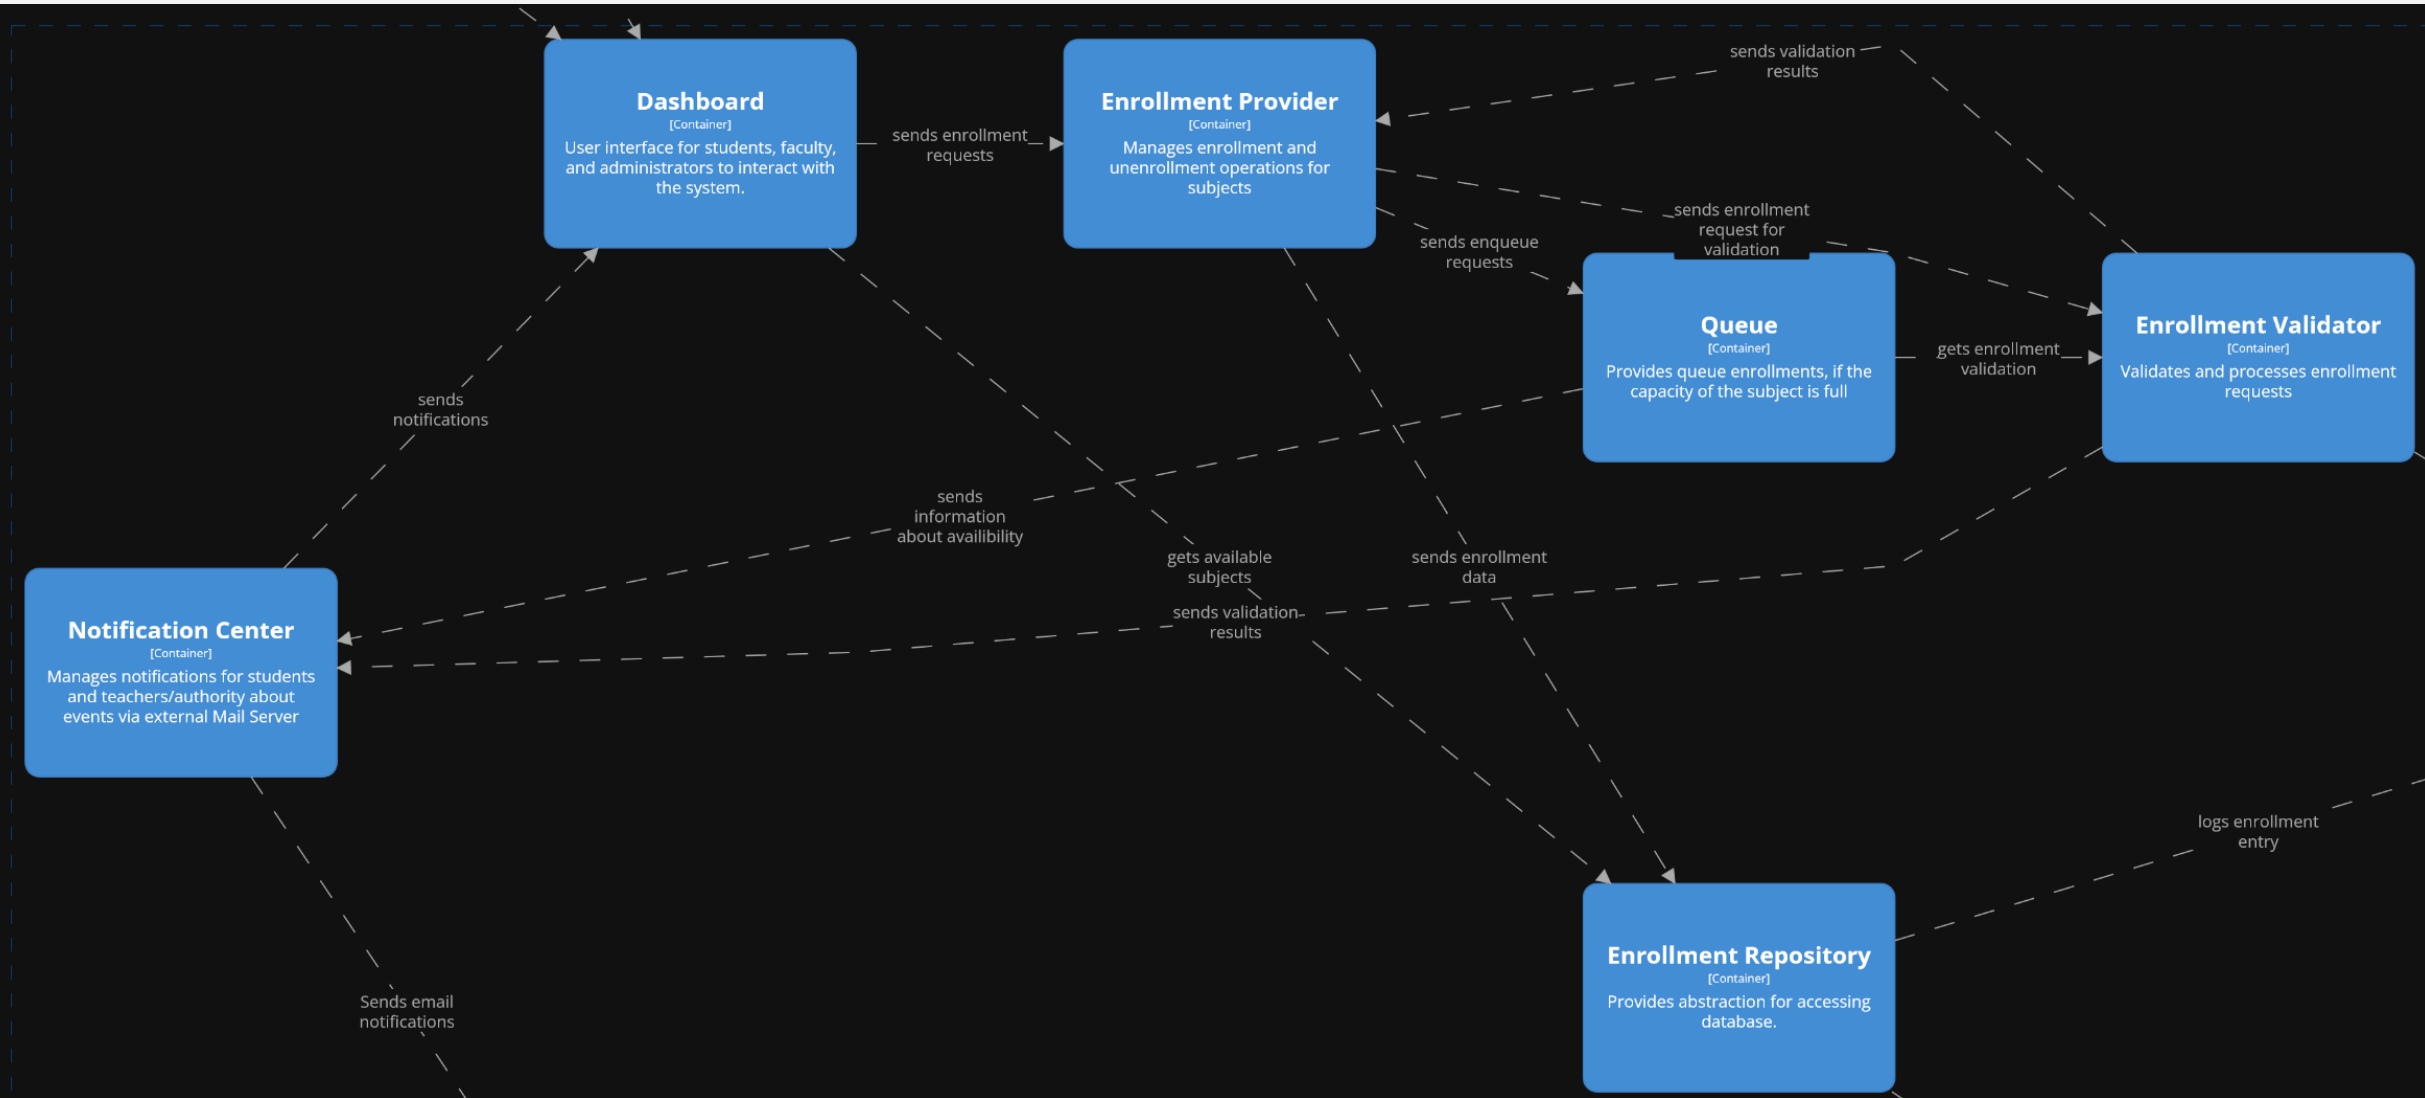 Dashboard
[Container]
User interface for students, faculty,
and administrators to interact with
the system.
sends enrollment
requests
Enrollment Provider
[Container]
Manages enrollment and
unenrollment operations for
subjects
sends validation
results
sends enrollment
request for
validation
sends enqueue
requests
Queue
[Container]
Provides queue enrollments, if the
capacity of the subject is full
gets enrollment
validation
Enrollment Validator
[Container]
Validates and processes enrollment
requests
sends
notifications
sends
information
about availibility
gets available
subjects
sends enrollment
data
sends validation
results
Notification Center
[Container]
Manages notifications for students
and teachers/authority about
events via external Mail Server
logs enrollment
entry
Enrollment Repository
[Container]
Provides abstraction for accessing
database.
Sends email
notifications